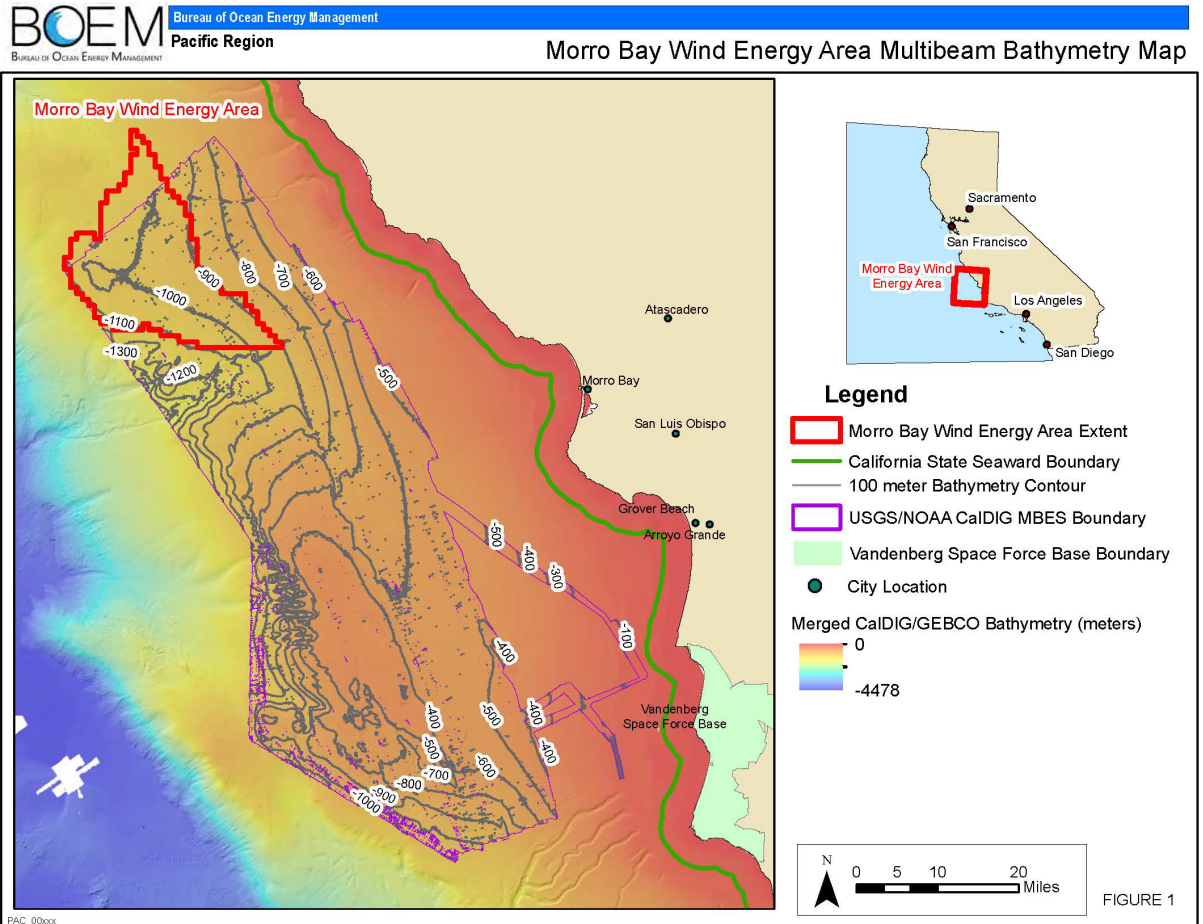 BOEM
BUREAU OF OCEAN ENERGY MANAGEMENT
Bureau of Ocean Energy Management
Pacific Region
Morro Bay Wind Energy Area Multibeam Bathymetry Map
Morro Bay Wind Energy Area
-900
-800
-700
-600
-1000
-1100
-1300
-1200
-500
Atascadero
Morro Bay
San Luis Obispo
Grover Beach
Arroyo Grande
-500
-400
-300
-100
-400
Vandenberg
Space Force Base
-400
-500
-400
-400
-500
-600
-700
-800
-900
-1000
Sacramento
San Francisco
Morro Bay Wind
Energy Area
Los Angeles
San Diego
Legend
Morro Bay Wind Energy Area Extent
California State Seaward Boundary
100 meter Bathymetry Contour
USGS/NOAA CalDIG MBES Boundary
Vandenberg Space Force Base Boundary
City Location
Merged CalDIG/GEBCO Bathymetry (meters)
0
-4478
N
0 5 10 20
Miles
FIGURE 1
PAC_00xxx